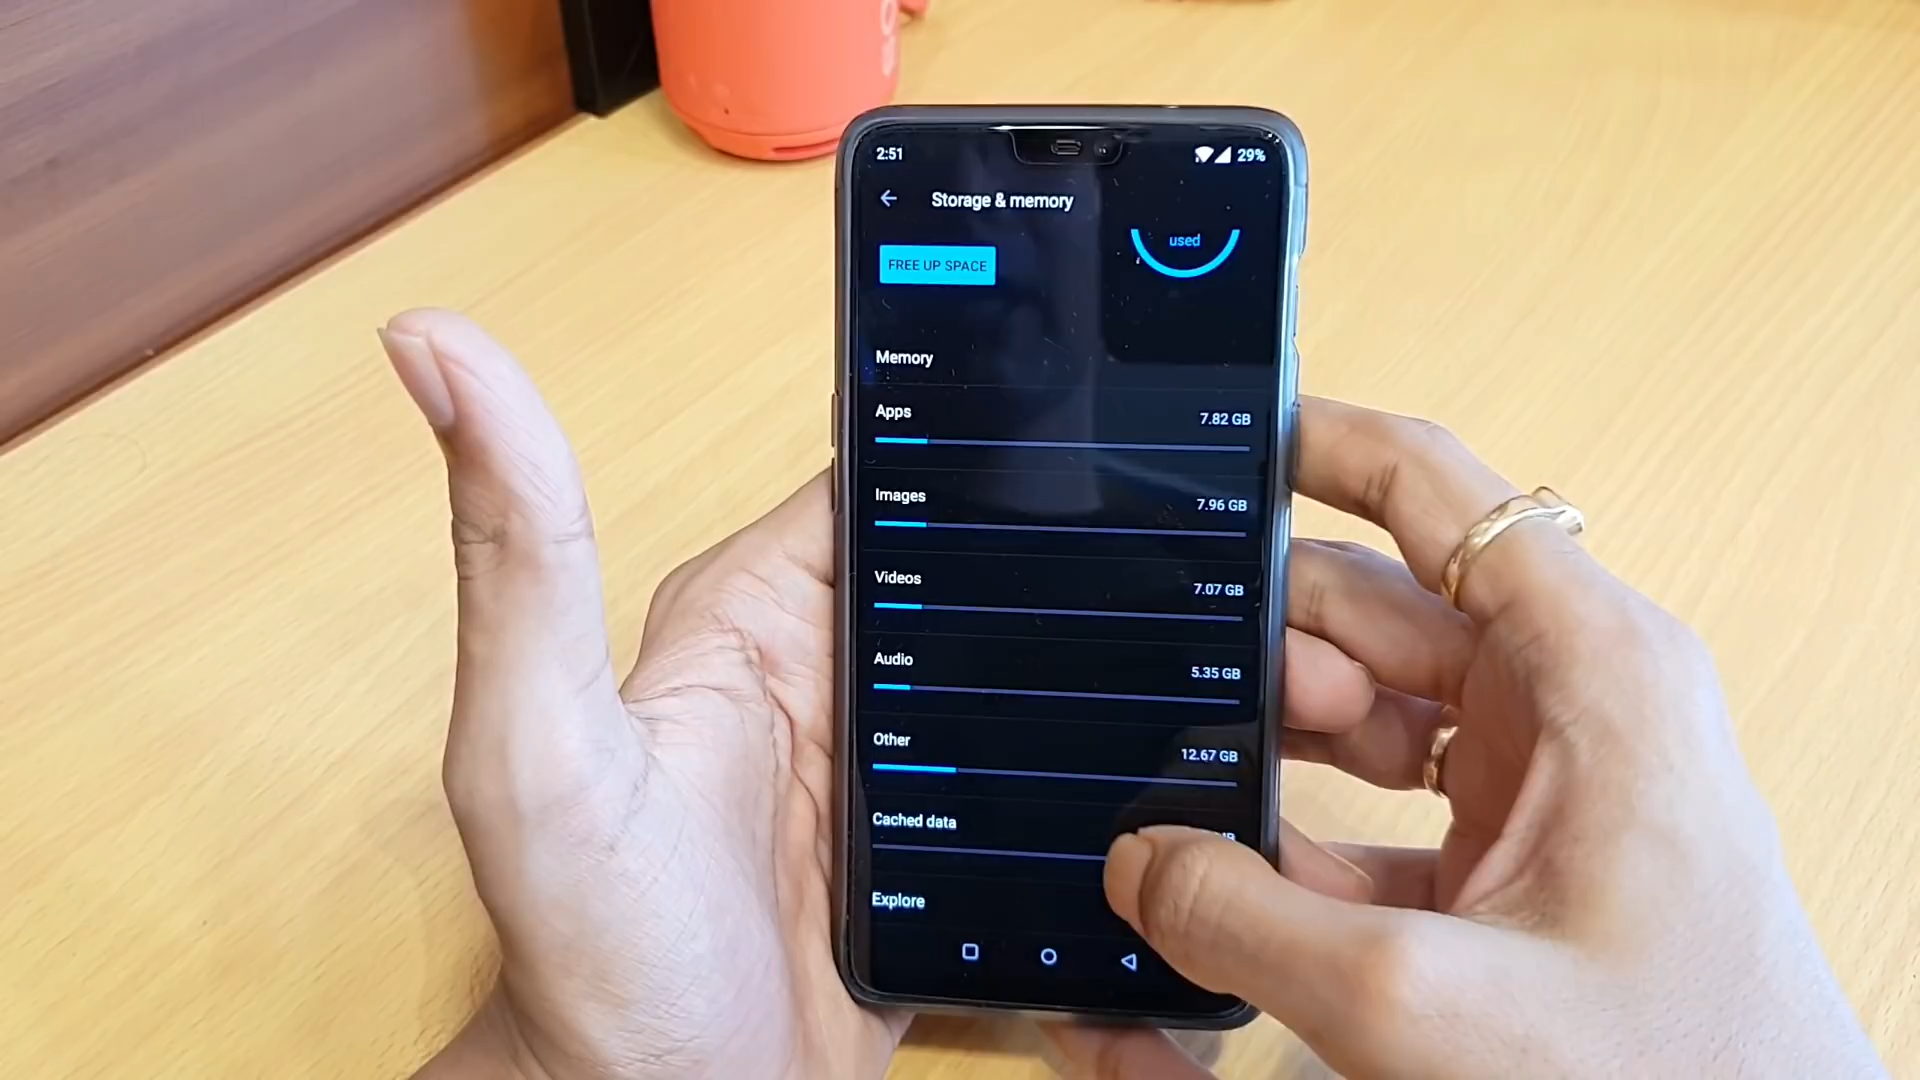 2:51
29%
Storage & memory
used
FREE UP SPACE
Memory
Apps
7.82 GB
Images
7.96 GB
Videos
7.07 GB
Audio
5.35 GB
Other
12.67 GB
Cached data
Explore